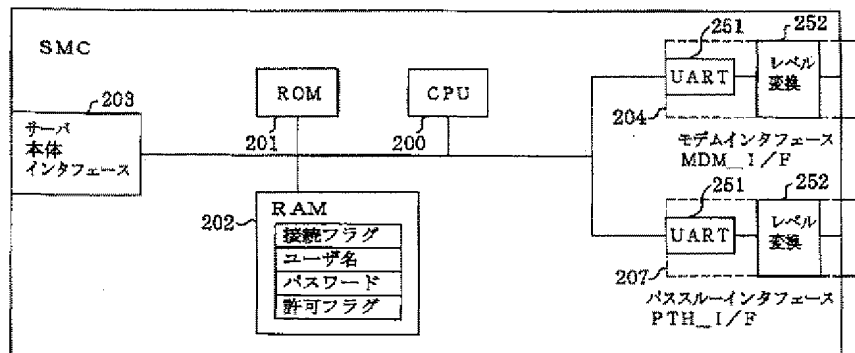 SMC
203
サーバ
本体
インタフェース
ROM
201
CPU
200
202
RAM
接続フラグ
ユーザ名
パスワード
許可フラグ
251
252
UART
レベル
変換
204
モデムインタフェース
MDM_I/F
251
252
UART
レベル
変換
207
パススルーインタフェース
PTH_I/F